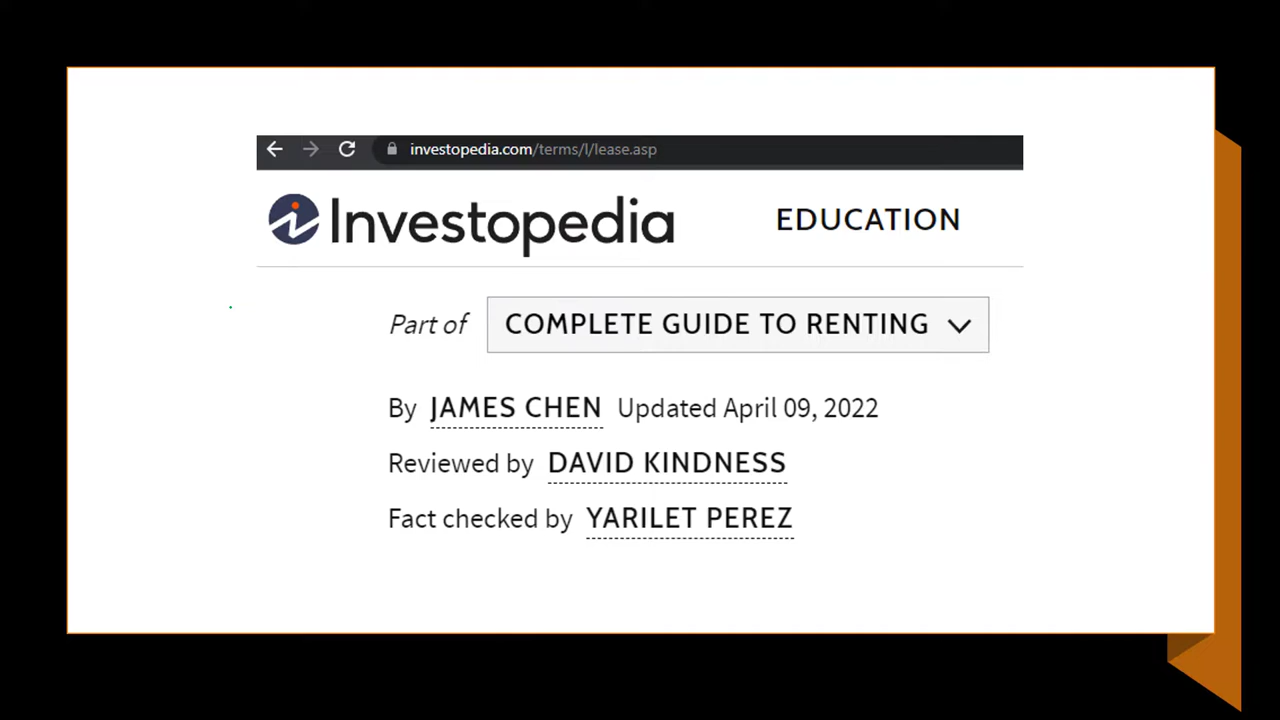 investopedia.com/terms/l/lease.asp
Investopedia EDUCATION
Part of COMPLETE GUIDE TO RENTING
By JAMES CHEN Updated April 09, 2022
Reviewed by DAVID KINDNESS
Fact checked by YARILET PEREZ